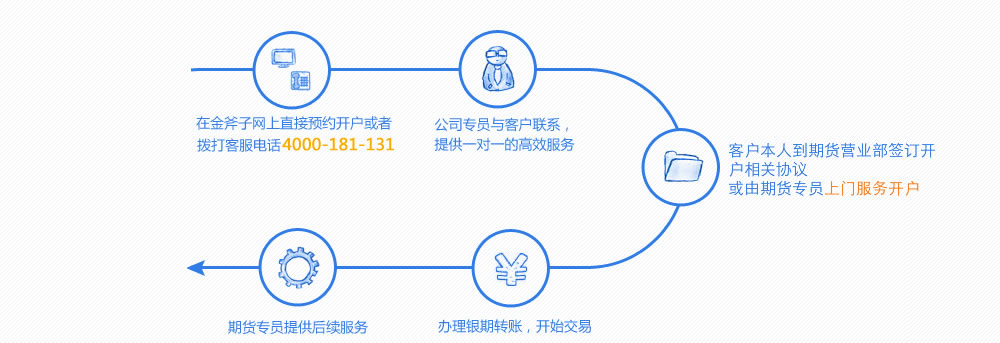 在金斧子网上直接预约开户或者
拨打客服电话4000-181-131
公司专员与客户联系，
提供一对一的高效服务
客户本人到期货营业部签订开
户相关协议
或由期货专员上门服务开户
办理银期转账，开始交易
期货专员提供后续服务